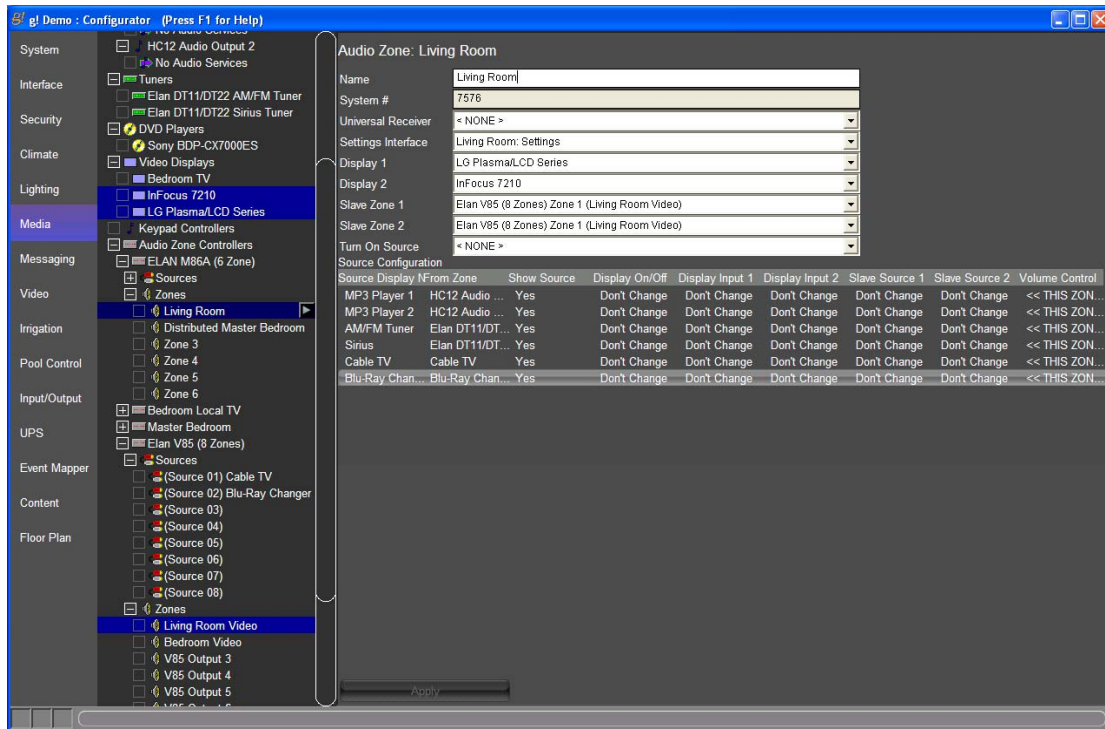 g! g! Demo : Configurator (Press F1 for Help)
System
Interface
Security
Climate
Lighting
Media
Messaging
Video
Irrigation
Pool Control
Input/Output
UPS
Event Mapper
Content
Floor Plan
No Audio Services
HC12 Audio Output 2
No Audio Services
Tuners
Elan DT11/DT22 AM/FM Tuner
Elan DT11/DT22 Sirius Tuner
DVD Players
Sony BDP-CX7000ES
Video Displays
Bedroom TV
InFocus 7210
LG Plasma/LCD Series
Keypad Controllers
Audio Zone Controllers
ELAN M86A (6 Zone)
Sources
Zones
Living Room
Distributed Master Bedroom
Zone 3
Zone 4
Zone 5
Zone 6
Bedroom Local TV
Master Bedroom
Elan V85 (8 Zones)
Sources
(Source 01) Cable TV
(Source 02) Blu-Ray Changer
(Source 03)
(Source 04)
(Source 05)
(Source 06)
(Source 07)
(Source 08)
Zones
Living Room Video
Bedroom Video
V85 Output 3
V85 Output 4
V85 Output 5
Audio Zone: Living Room
Name Living Room
System # 7576
Universal Receiver < NONE >
Settings Interface Living Room: Settings
Display 1 LG Plasma/LCD Series
Display 2 InFocus 7210
Slave Zone 1 Elan V85 (8 Zones) Zone 1 (Living Room Video)
Slave Zone 2 Elan V85 (8 Zones) Zone 1 (Living Room Video)
Turn On Source < NONE >
Source Configuration
Source Display N From Zone Show Source Display On/Off Display Input 1 Display Input 2 Slave Source 1 Slave Source 2 Volume Control
MP3 Player 1 HC12 Audio ... Yes Don't Change Don't Change Don't Change Don't Change Don't Change << THIS ZON...
MP3 Player 2 HC12 Audio ... Yes Don't Change Don't Change Don't Change Don't Change Don't Change << THIS ZON...
AM/FM Tuner Elan DT11/DT... Yes Don't Change Don't Change Don't Change Don't Change Don't Change << THIS ZON...
Sirius Elan DT11/DT... Yes Don't Change Don't Change Don't Change Don't Change Don't Change << THIS ZON...
Cable TV Cable TV Yes Don't Change Don't Change Don't Change Don't Change Don't Change << THIS ZON...
Blu-Ray Chan... Blu-Ray Chan... Yes Don't Change Don't Change Don't Change Don't Change Don't Change << THIS ZON...
Apply